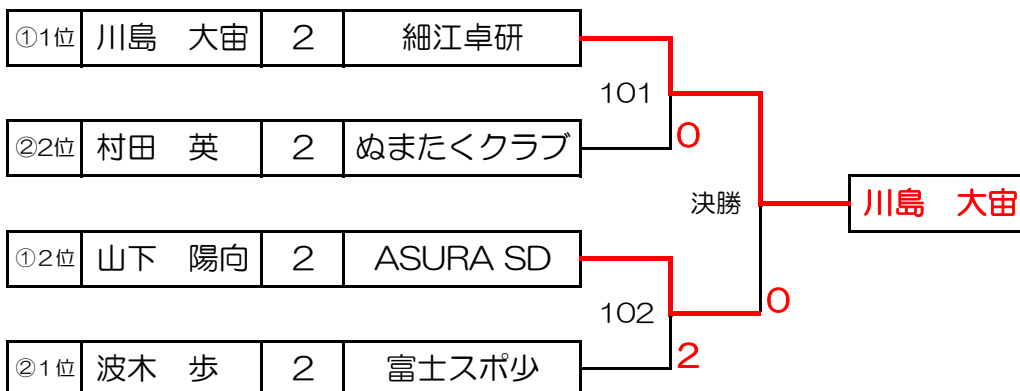 ①1位 川島 大宙 2 細江卓研
101
②2位 村田 英 2 ぬまたくクラブ
0
決勝 川島 大宙
①2位 山下 陽向 2 ASURA SD
102 0
②1位 波木 歩 2 富士スポ少
2